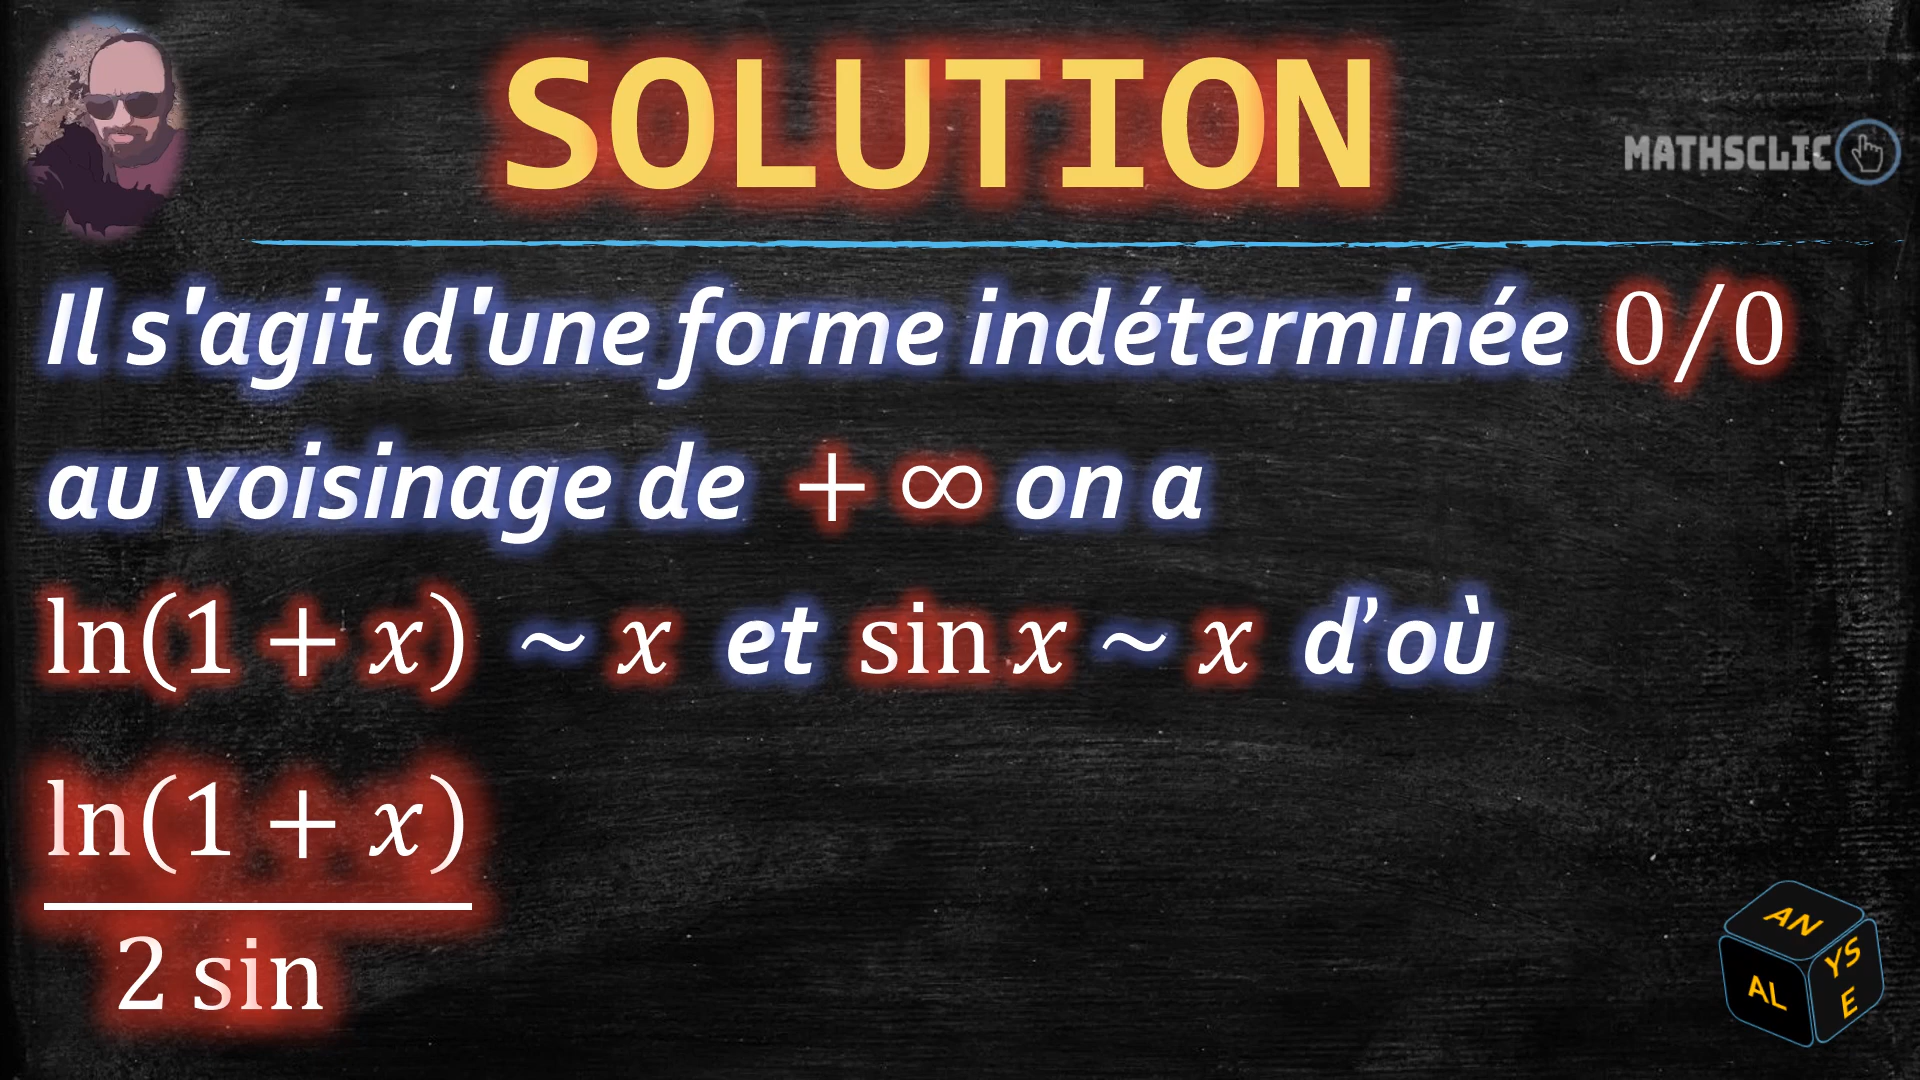 SOLUTION
MATHSCLIC
Il s'agit d'une forme indéterminée 0/0
au voisinage de +∞ on a
ln(1 + x) ~ x et sin x ~ x d’où
ln(1 + x)
2 sin
AN
AL
YS
E